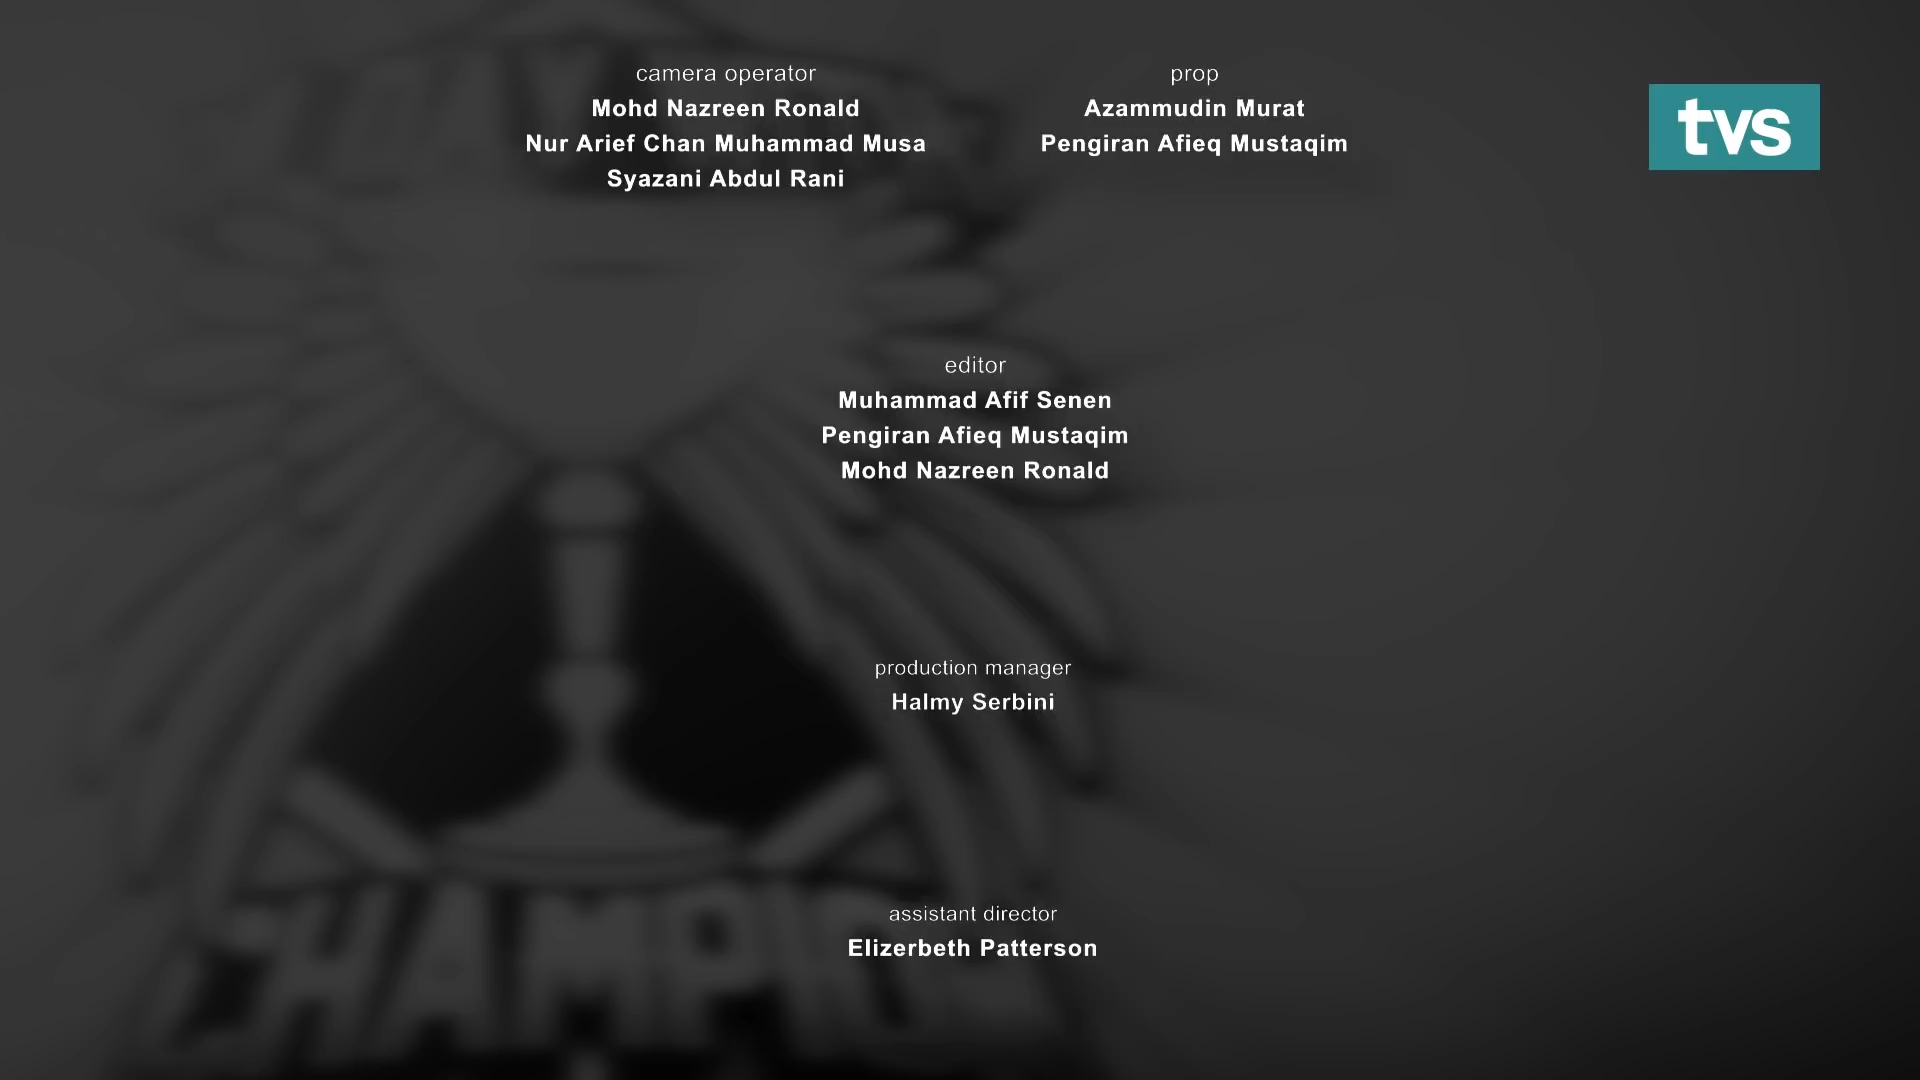 camera operator
Mohd Nazreen Ronald
Nur Arief Chan Muhammad Musa
Syazani Abdul Rani
prop
Azammudin Murat
Pengiran Afieq Mustaqim
tvs
editor
Muhammad Afif Senen
Pengiran Afieq Mustaqim
Mohd Nazreen Ronald
production manager
Halmy Serbini
assistant director
Elizerbeth Patterson